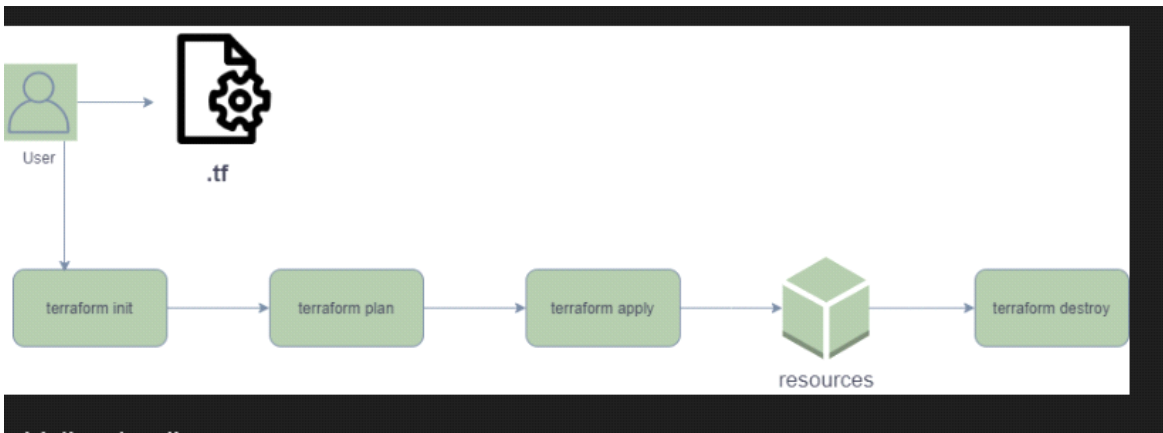 User
.tf
terraform init
terraform plan
terraform apply
terraform destroy
resources